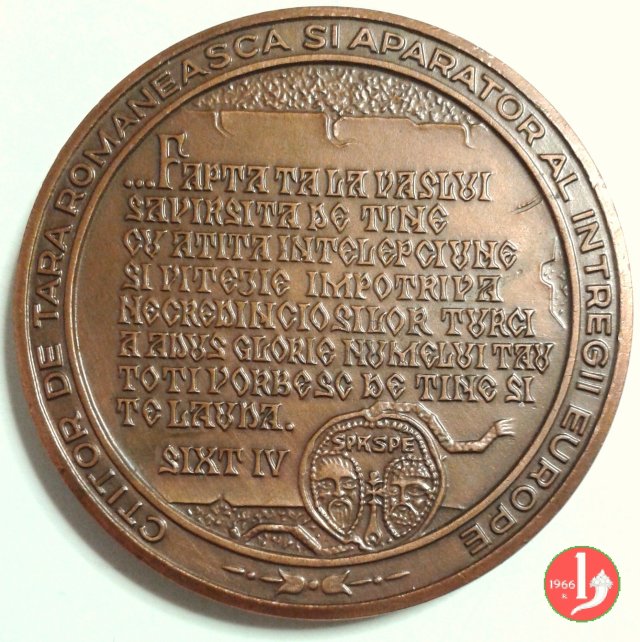 CTITOR DE TARA ROMANEASCA SI APARATOR AL INTREGII EUROPE
...FAPTA TA LA VASLUI
SAVIRSITA DE TINE
CU ATITA INTELEPCIUNE
SI VITEJIE IMPOTRIVA
NECREDINCIOSILOR TURCI
A ADUS GLORIE NUMELUI TAU
TOTI VORBESC DE TINE SI
TE LAUDA.
SIXT IV
SPASPE
1966